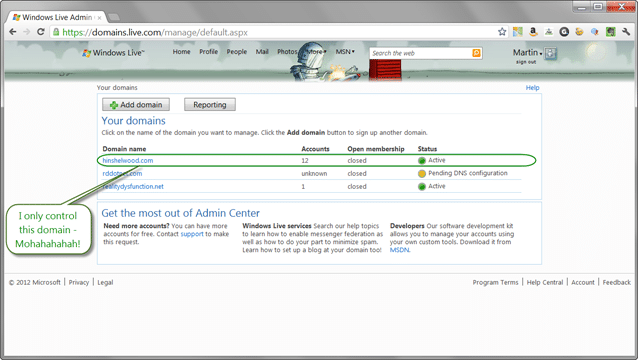 Windows Live Admin
https://domains.live.com/manage/default.aspx
Windows Live™ Home Profile People Mail Photos More▾ MSN▾ Search the web Martin
sign out
Your domains Help
Add domain Reporting
Your domains
Click on the name of the domain you want to manage. Click the Add domain button to sign up another domain.
Domain name Accounts Open membership Status
hinshelwood.com 12 closed Active
unknown closed Pending DNS configuration
realitydysfunction.net 1 closed Active
I only control
this domain -
Mohahahahah!
Get the most out of Admin Center
Need more accounts? You can have
more accounts for free. Contact support to make
this request.
Windows Live services Search our help topics
to learn how to enable messenger federation as
well as how to do your part to minimize spam.
Learn how to set up a blog at your domain too!
Developers Our software development kit
allows you to manage your accounts using
your own custom tools. Download it from
MSDN.
© 2012 Microsoft | Privacy | Legal Program Terms | Help Central | Account | Feedback